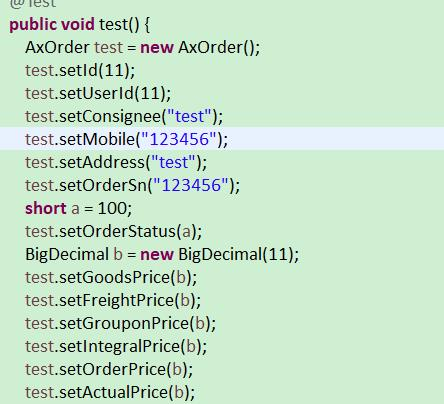 @Test
public void test() {
AxOrder test = new AxOrder();
test.setId(11);
test.setUserId(11);
test.setConsignee("test");
test.setMobile("123456");
test.setAddress("test");
test.setOrderSn("123456");
short a = 100;
test.setOrderStatus(a);
BigDecimal b = new BigDecimal(11);
test.setGoodsPrice(b);
test.setFreightPrice(b);
test.setGrouponPrice(b);
test.setIntegralPrice(b);
test.setOrderPrice(b);
test.setActualPrice(b);